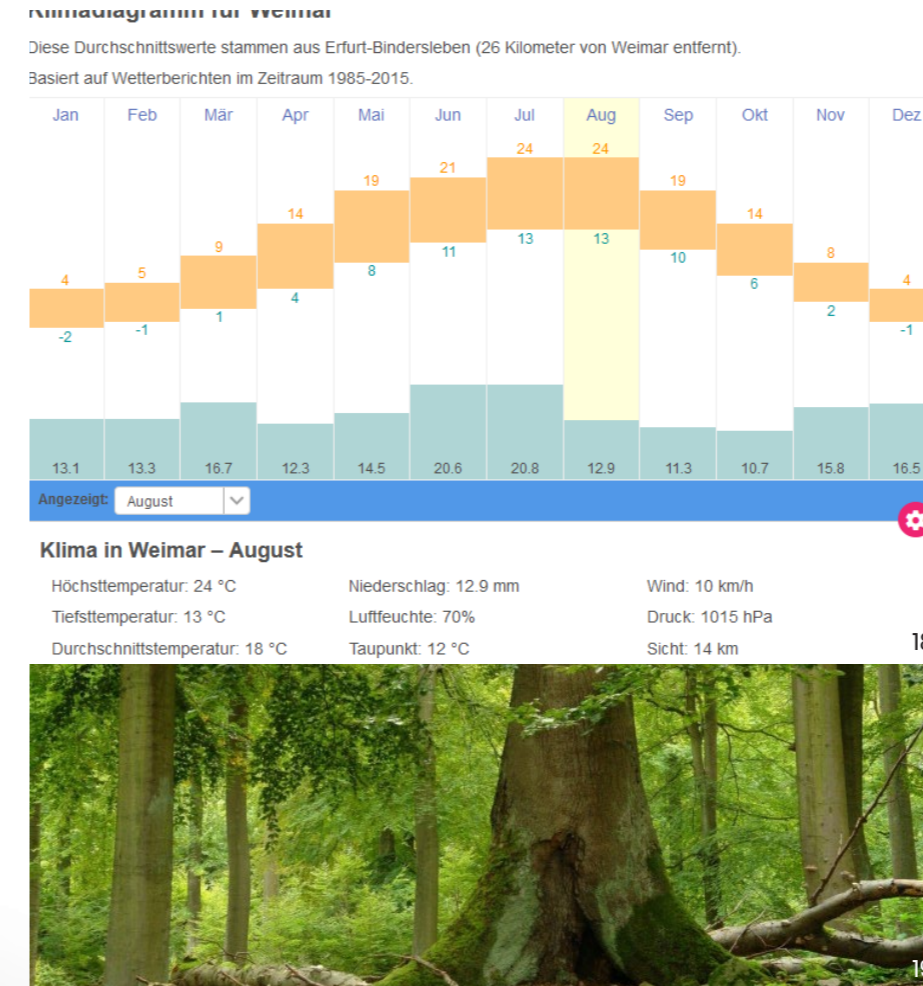 Klimadiagramm für Weimar
Diese Durchschnittswerte stammen aus Erfurt-Bindersleben (26 Kilometer von Weimar entfernt).
Basiert auf Wetterberichten im Zeitraum 1985-2015.
Jan Feb Mär Apr Mai Jun Jul Aug Sep Okt Nov Dez
4 5 9 14 19 21 24 24 19 14 8 4
-2 -1 1 4 8 11 13 13 10 6 2 -1
13.1 13.3 16.7 12.3 14.5 20.6 20.8 12.9 11.3 10.7 15.8 16.5
Angezeigt: August
Klima in Weimar – August
Höchsttemperatur: 24 °C Niederschlag: 12.9 mm Wind: 10 km/h
Tiefsttemperatur: 13 °C Luftfeuchte: 70% Druck: 1015 hPa
Durchschnittstemperatur: 18 °C Taupunkt: 12 °C Sicht: 14 km